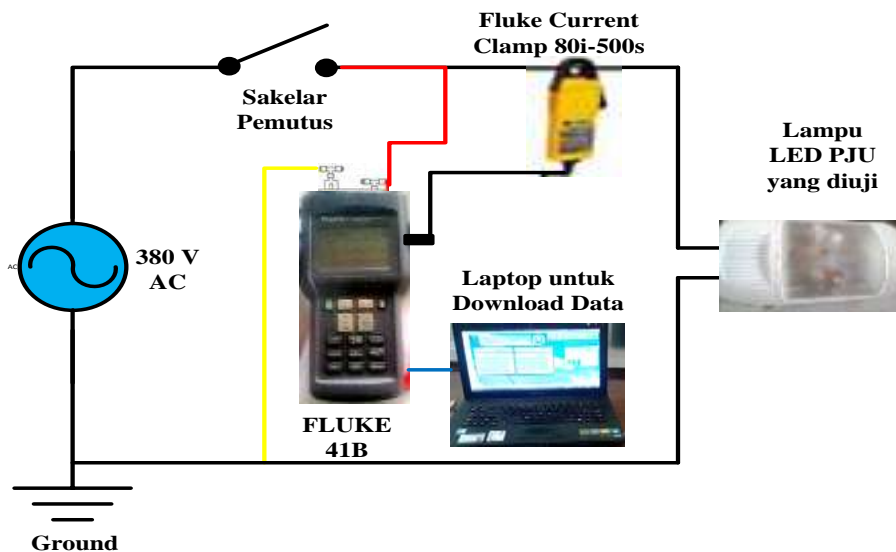 Fluke Current
Clamp 80i-500s
Sakelar
Pemutus
Lampu
LED PJU
yang diuji
AC
380 V
AC
Laptop untuk
Download Data
FLUKE
41B
Ground